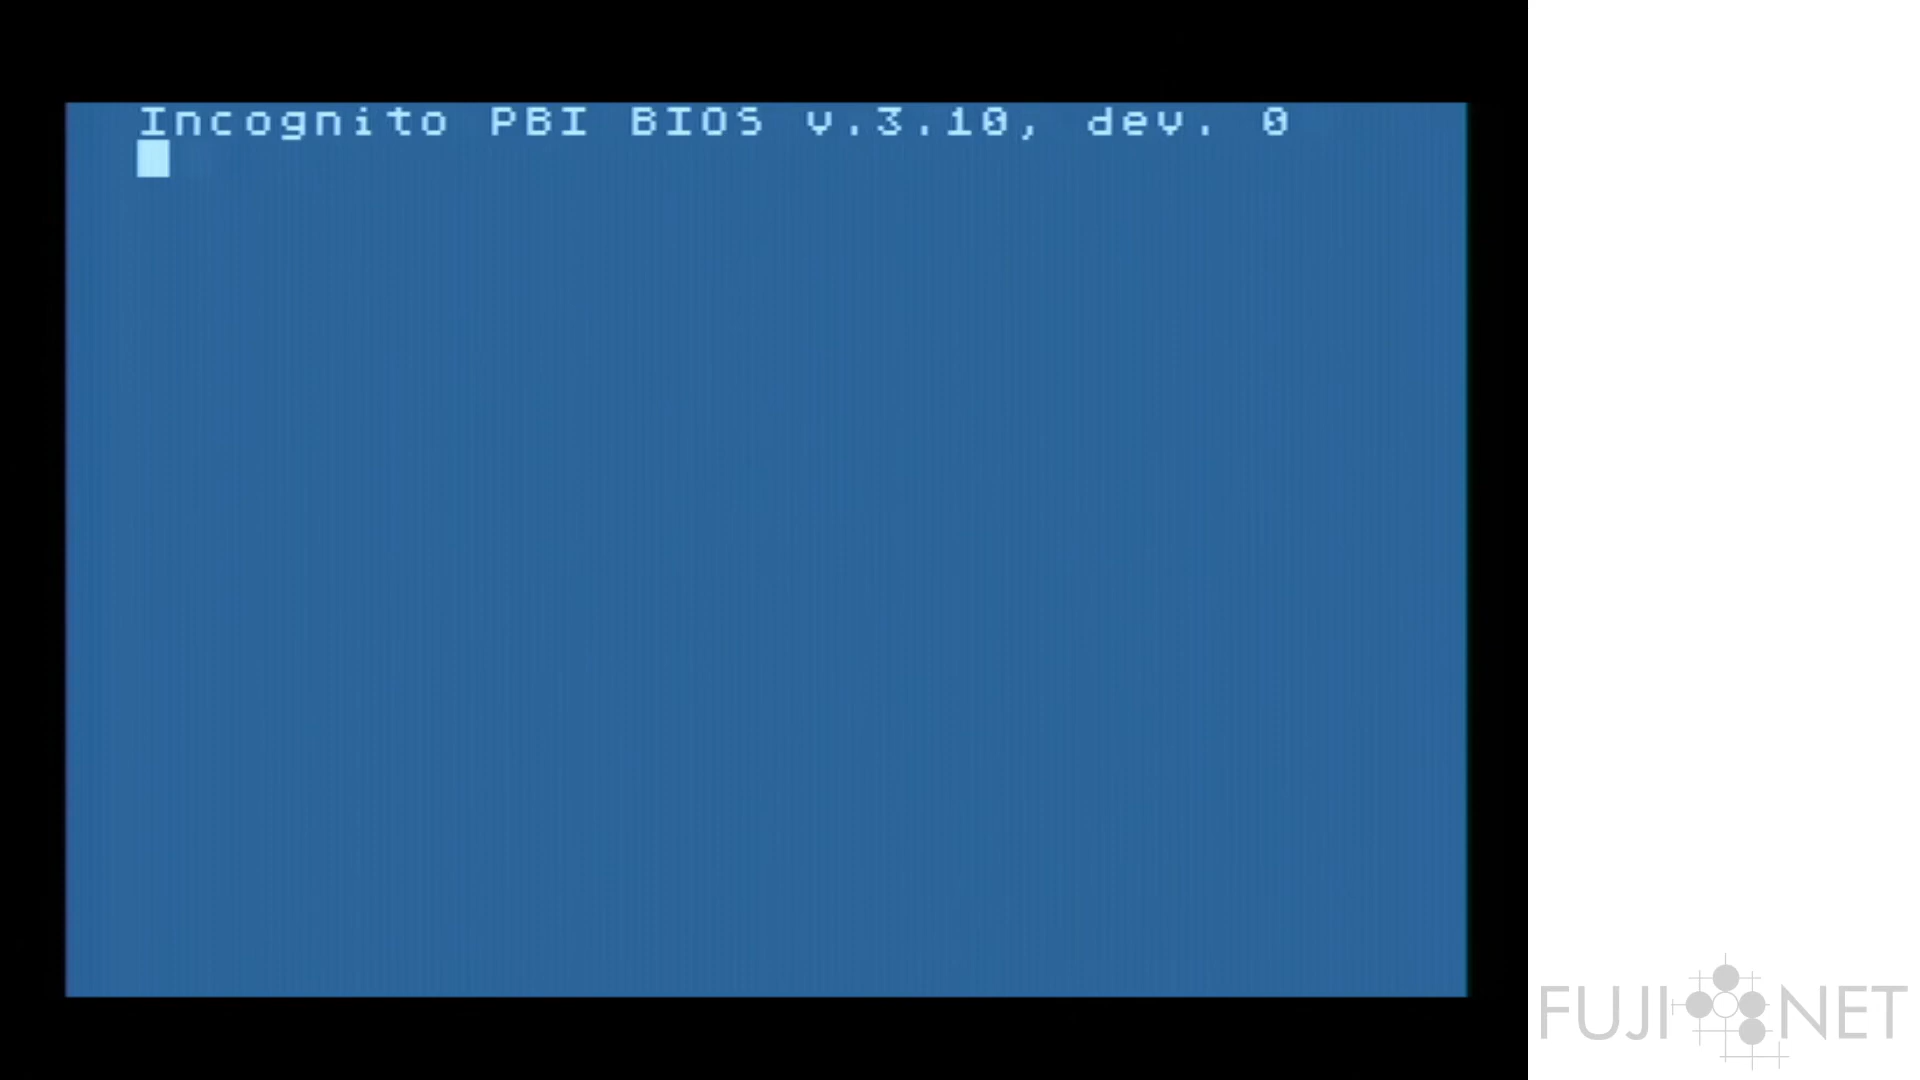 Incognito PBI BIOS v.3.10, dev. 0
FUJINET